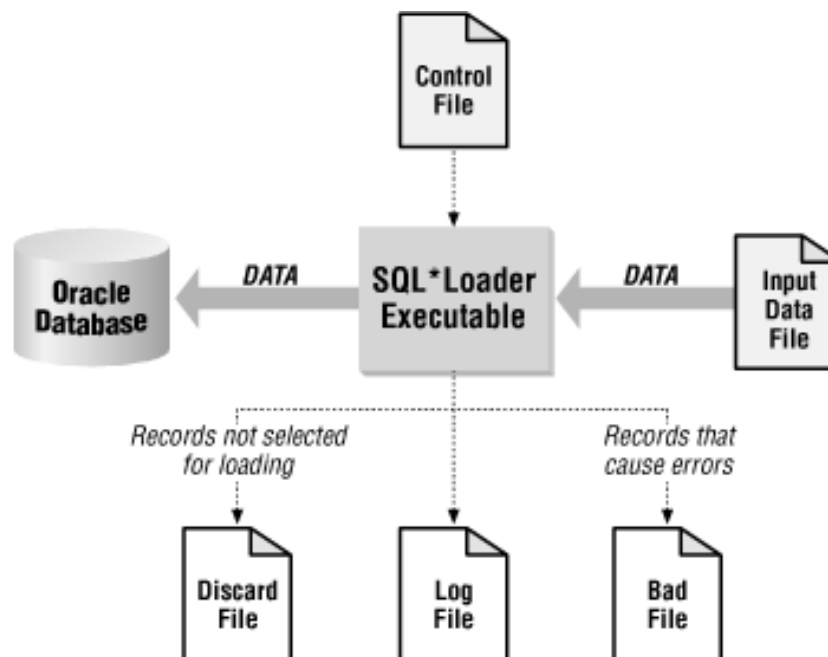 Control
File
Oracle
Database
DATA
SQL*Loader
Executable
DATA
Input
Data
File
Records not selected
for loading
Records that
cause errors
Discard
File
Log
File
Bad
File